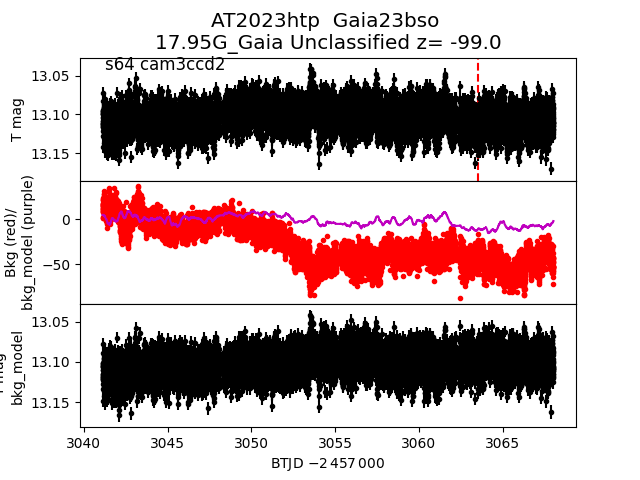 AT2023htp  Gaia23bso
17.95G_Gaia Unclassified z= -99.0
s64 cam3ccd2
13.05
13.10
13.15
T mag
0
−50
Bkg (red)/
bkg_model (purple)
13.05
13.10
13.15
mag
bkg_model
3040 3045 3050 3055 3060 3065
BTJD −2 457 000